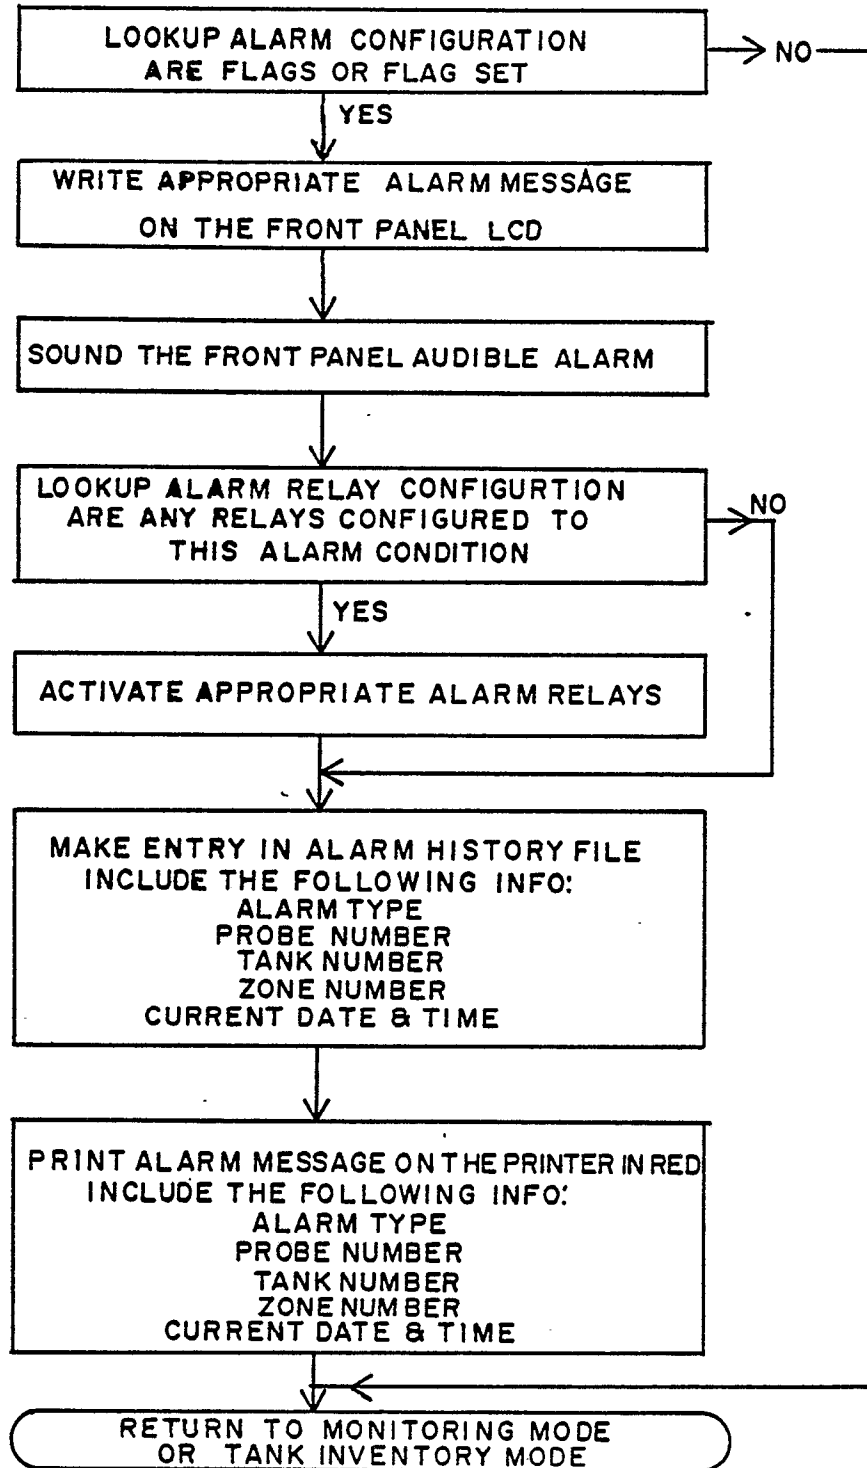 LOOKUP ALARM CONFIGURATION
ARE FLAGS OR FLAG SET
NO
YES
WRITE APPROPRIATE ALARM MESSAGE
ON THE FRONT PANEL LCD
SOUND THE FRONT PANEL AUDIBLE ALARM
LOOKUP ALARM RELAY CONFIGURTION
ARE ANY RELAYS CONFIGURED TO
THIS ALARM CONDITION
NO
YES
ACTIVATE APPROPRIATE ALARM RELAYS
MAKE ENTRY IN ALARM HISTORY FILE
INCLUDE THE FOLLOWING INFO:
ALARM TYPE
PROBE NUMBER
TANK NUMBER
ZONE NUMBER
CURRENT DATE & TIME
PRINT ALARM MESSAGE ON THE PRINTER IN RED
INCLUDE THE FOLLOWING INFO:
ALARM TYPE
PROBE NUMBER
TANK NUMBER
ZONE NUMBER
CURRENT DATE & TIME
RETURN TO MONITORING MODE
OR TANK INVENTORY MODE